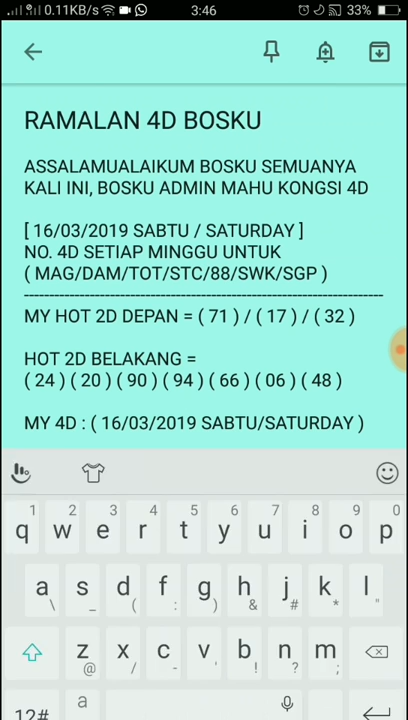 0.11KB/s 3:46 33%
RAMALAN 4D BOSKU
ASSALAMUALAIKUM BOSKU SEMUANYA
KALI INI, BOSKU ADMIN MAHU KONGSI 4D
[ 16/03/2019 SABTU / SATURDAY ]
NO. 4D SETIAP MINGGU UNTUK
( MAG/DAM/TOT/STC/88/SWK/SGP )
----------------------------------------------------------------------
MY HOT 2D DEPAN = ( 71 ) / ( 17 ) / ( 32 )
HOT 2D BELAKANG =
( 24 ) ( 20 ) ( 90 ) ( 94 ) ( 66 ) ( 06 ) ( 48 )
MY 4D : ( 16/03/2019 SABTU/SATURDAY )
1 2 3 4 5 6 7 8 9 0
q w e r t y u i o p
a s d f g h j k l
\ _ ( : ) & # * "
z x c v b n m
@ / - ' ! ? ;
12# a